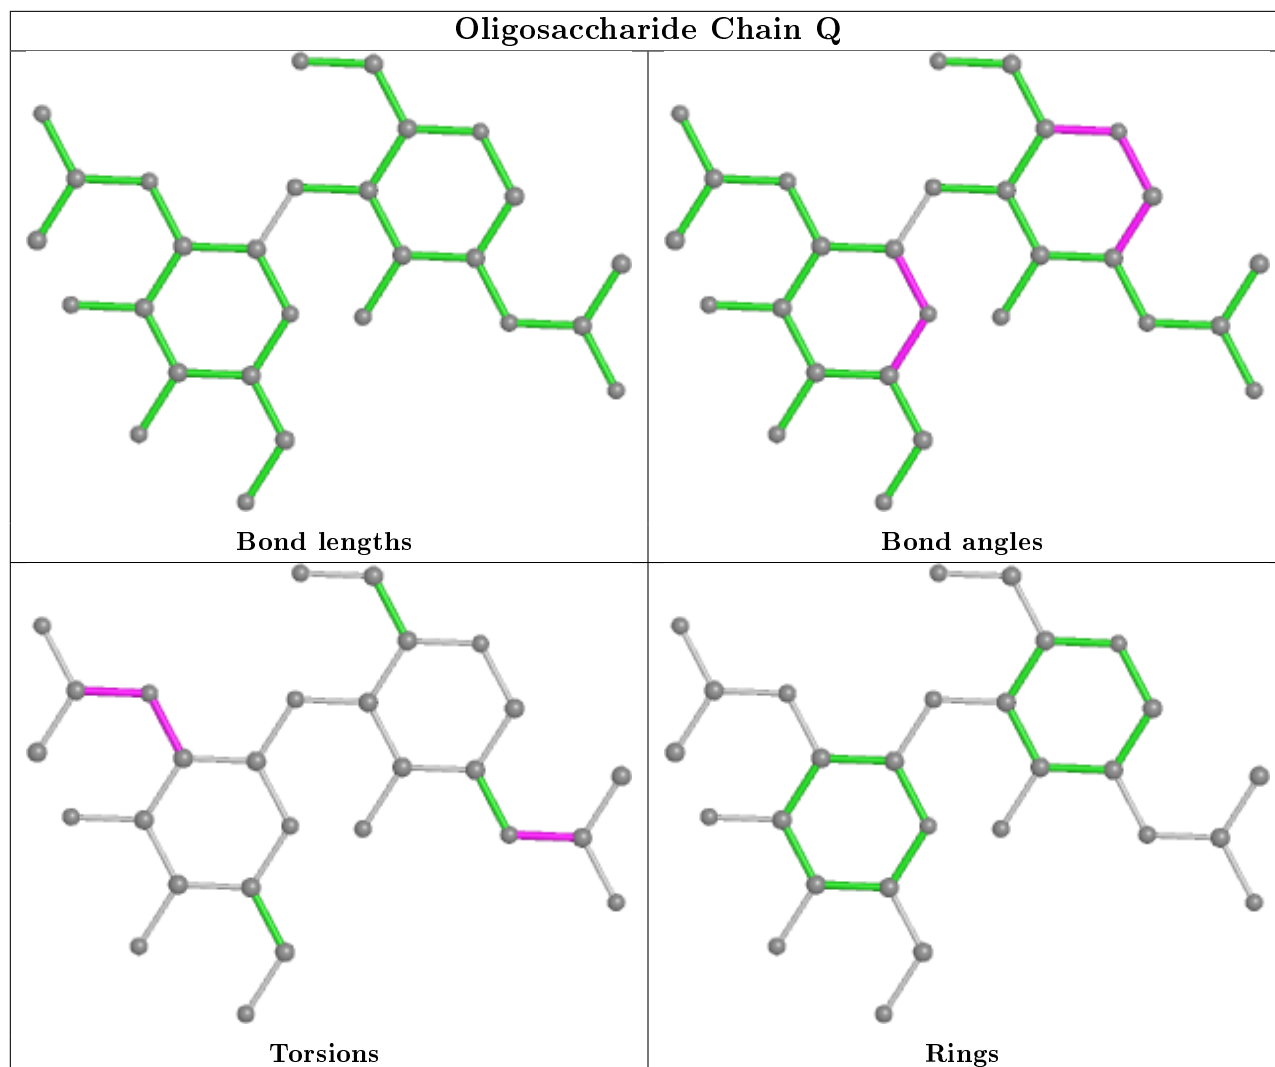 Oligosaccharide Chain Q
Bond lengths
Bond angles
Torsions
Rings